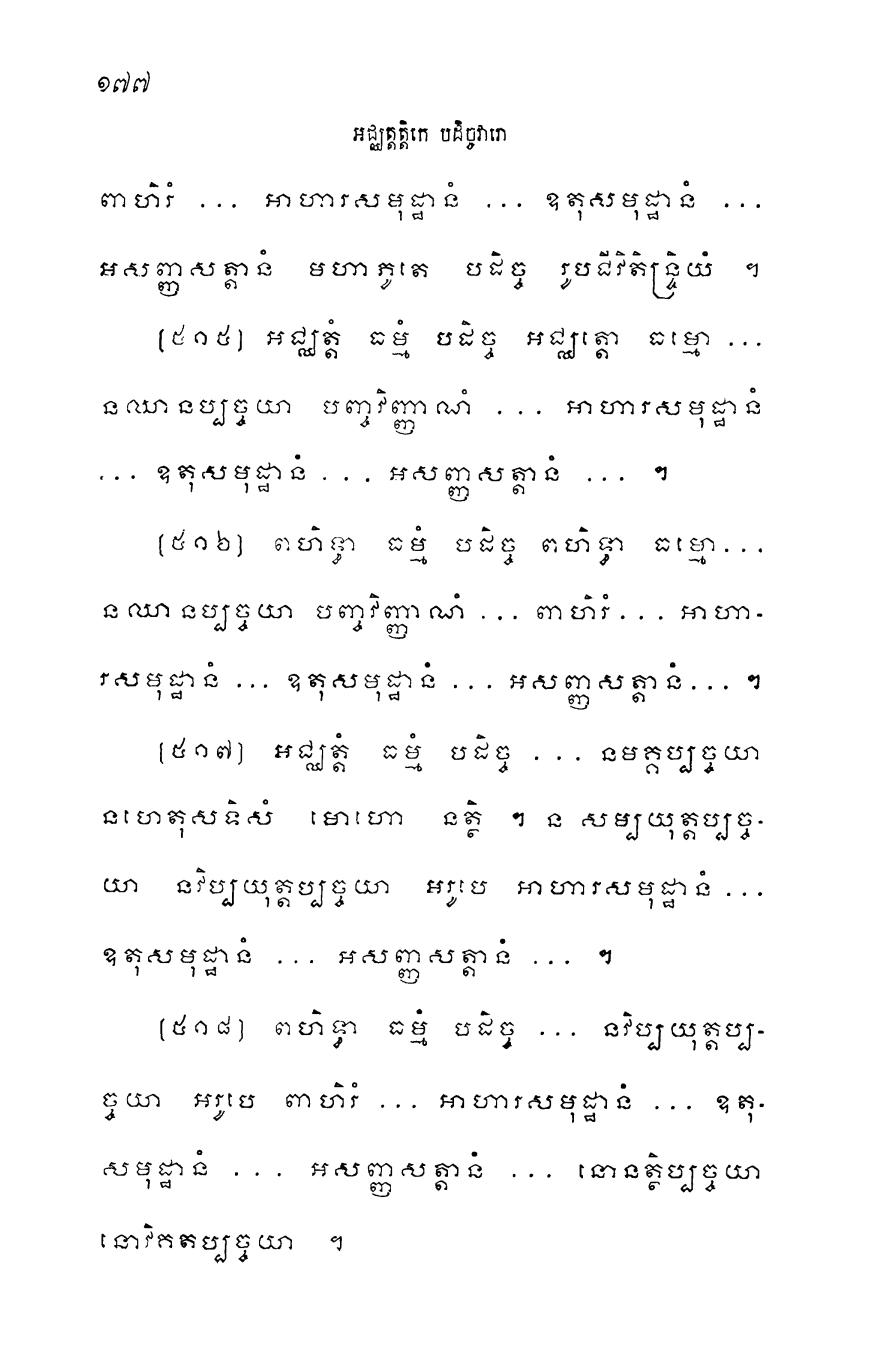 ១៧៧
អជ្ឈត្តត្តិកេ បដិច្ចវារោ
ពាហិរំ ... អាហារសមុដ្ឋានំ ... ឧតុសមុដ្ឋានំ ...
អសញ្ញសត្តានំ មហាភូតេ បដិច្ច រូបជីវិតិន្ទ្រិយំ ។
(៥១៥) អជ្ឈត្តំ ធម្មំ បដិច្ច អជ្ឈត្តោ ធម្មោ ...
នឈានប្បច្ចយា បញ្ចវិញ្ញាណំ ... អាហារសមុដ្ឋានំ
... ឧតុសមុដ្ឋានំ ... អសញ្ញសត្តានំ ... ។
(៥១៦) ពហិទ្ធា ធម្មំ បដិច្ច ពហិទ្ធា ធម្មោ...
នឈានប្បច្ចយា បញ្ចវិញ្ញាណំ ... ពាហិរំ... អាហា-
រសមុដ្ឋានំ ... ឧតុសមុដ្ឋានំ ... អសញ្ញសត្តានំ... ។
(៥១៧) អជ្ឈត្តំ ធម្មំ បដិច្ច ... នមគ្គប្បច្ចយា
នហេតុសទិសំ មោហោ នត្ថិ ។ ន សម្បយុត្តប្បច្ច-
យា នវិប្បយុត្តប្បច្ចយា អរូបេ អាហារសមុដ្ឋានំ ...
ឧតុសមុដ្ឋានំ ... អសញ្ញសត្តានំ ... ។
(៥១៨) ពហិទ្ធា ធម្មំ បដិច្ច ... នវិប្បយុត្តប្ប-
ច្ចយា អរូបេ ពាហិរំ ... អាហារសមុដ្ឋានំ ... ឧតុ-
សមុដ្ឋានំ ... អសញ្ញសត្តានំ ... នោនត្ថិប្បច្ចយា
នោវិកតប្បច្ចយា ។